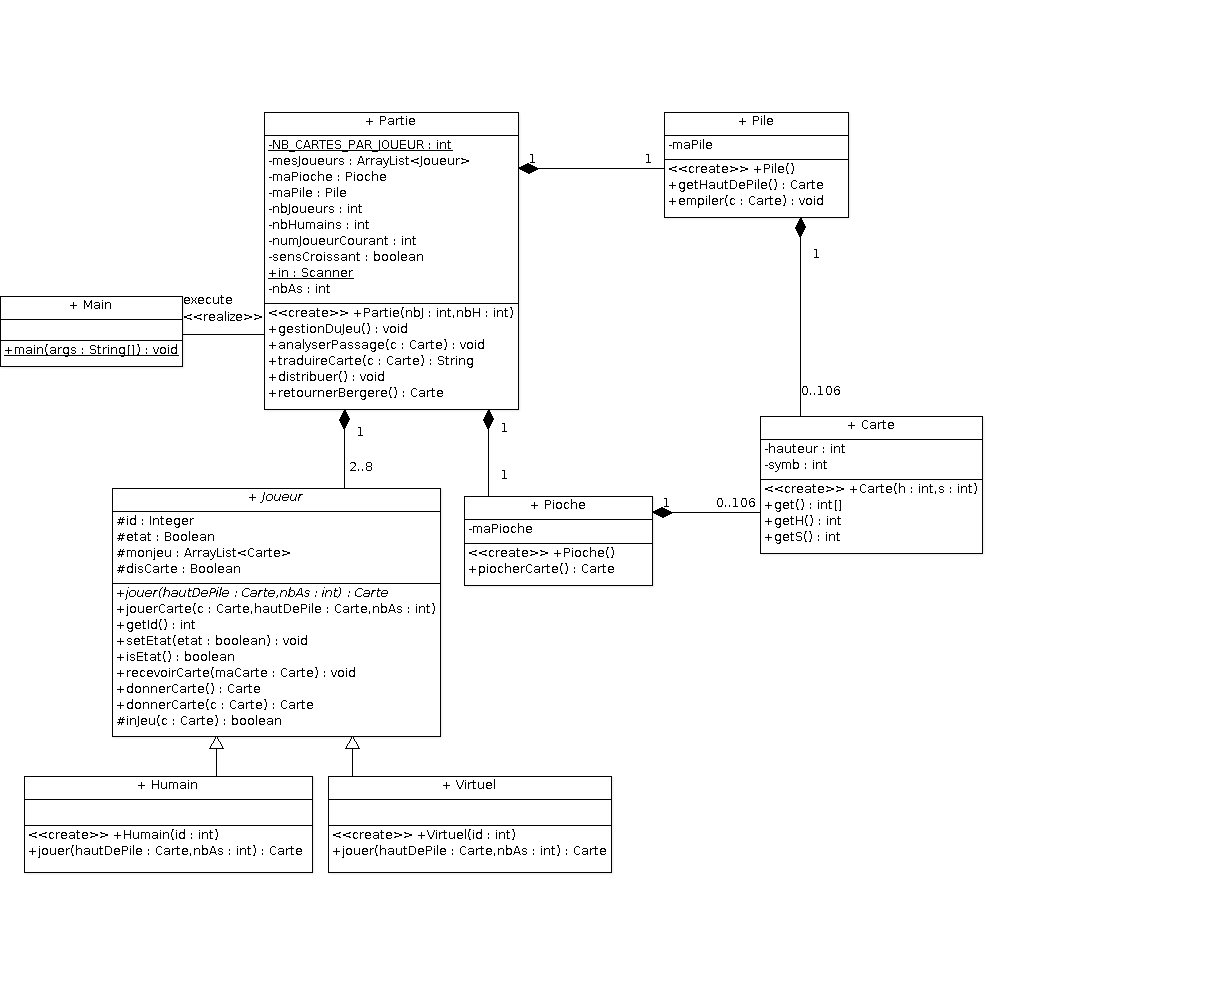 + Partie
-NB_CARTES_PAR_JOUEUR : int
-mesJoueurs : ArrayList<Joueur>
-maPioche : Pioche
-maPile : Pile
-nbJoueurs : int
-nbHumains : int
-numJoueurCourant : int
-sensCroissant : boolean
+in : Scanner
-nbAs : int
<<create>> +Partie(nbJ : int,nbH : int)
+gestionDuJeu() : void
+analyserPassage(c : Carte) : void
+traduireCarte(c : Carte) : String
+distribuer() : void
+retournerBergere() : Carte
1
1
+ Pile
-maPile
<<create>> +Pile()
+getHautDePile() : Carte
+empiler(c : Carte) : void
1
0..106
+ Main
+main(args : String[]) : void
execute
<<realize>>
1
2..8
1
1
+ Carte
-hauteur : int
-symb : int
<<create>> +Carte(h : int,s : int)
+get() : int[]
+getH() : int
+getS() : int
+ Joueur
#id : Integer
#etat : Boolean
#monjeu : ArrayList<Carte>
#disCarte : Boolean
+jouer(hautDePile : Carte,nbAs : int) : Carte
+jouerCarte(c : Carte,hautDePile : Carte,nbAs : int)
+getId() : int
+setEtat(etat : boolean) : void
+isEtat() : boolean
+recevoirCarte(maCarte : Carte) : void
+donnerCarte() : Carte
+donnerCarte(c : Carte) : Carte
#inJeu(c : Carte) : boolean
+ Pioche
-maPioche
<<create>> +Pioche()
+piocherCarte() : Carte
1
0..106
+ Humain
<<create>> +Humain(id : int)
+jouer(hautDePile : Carte,nbAs : int) : Carte
+ Virtuel
<<create>> +Virtuel(id : int)
+jouer(hautDePile : Carte,nbAs : int) : Carte